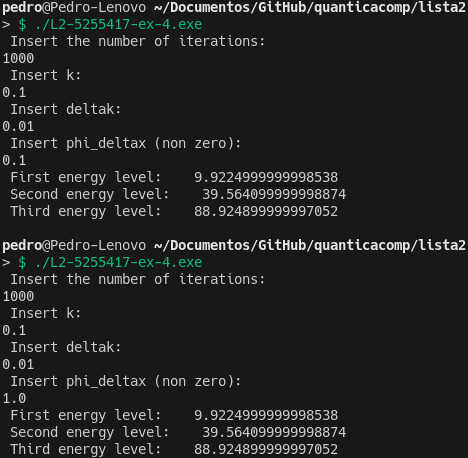 pedro@Pedro-Lenovo ~/Documentos/GitHub/quanticacomp/lista2
> $ ./L2-5255417-ex-4.exe
Insert the number of iterations:
1000
Insert k:
0.1
Insert deltak:
0.01
Insert phi_deltax (non zero):
0.1
First energy level:    9.9224999999998538
Second energy level:    39.564099999998874
Third energy level:    88.924899999997052
pedro@Pedro-Lenovo ~/Documentos/GitHub/quanticacomp/lista2
> $ ./L2-5255417-ex-4.exe
Insert the number of iterations:
1000
Insert k:
0.1
Insert deltak:
0.01
Insert phi_deltax (non zero):
1.0
First energy level:    9.9224999999998538
Second energy level:    39.564099999998874
Third energy level:    88.924899999997052